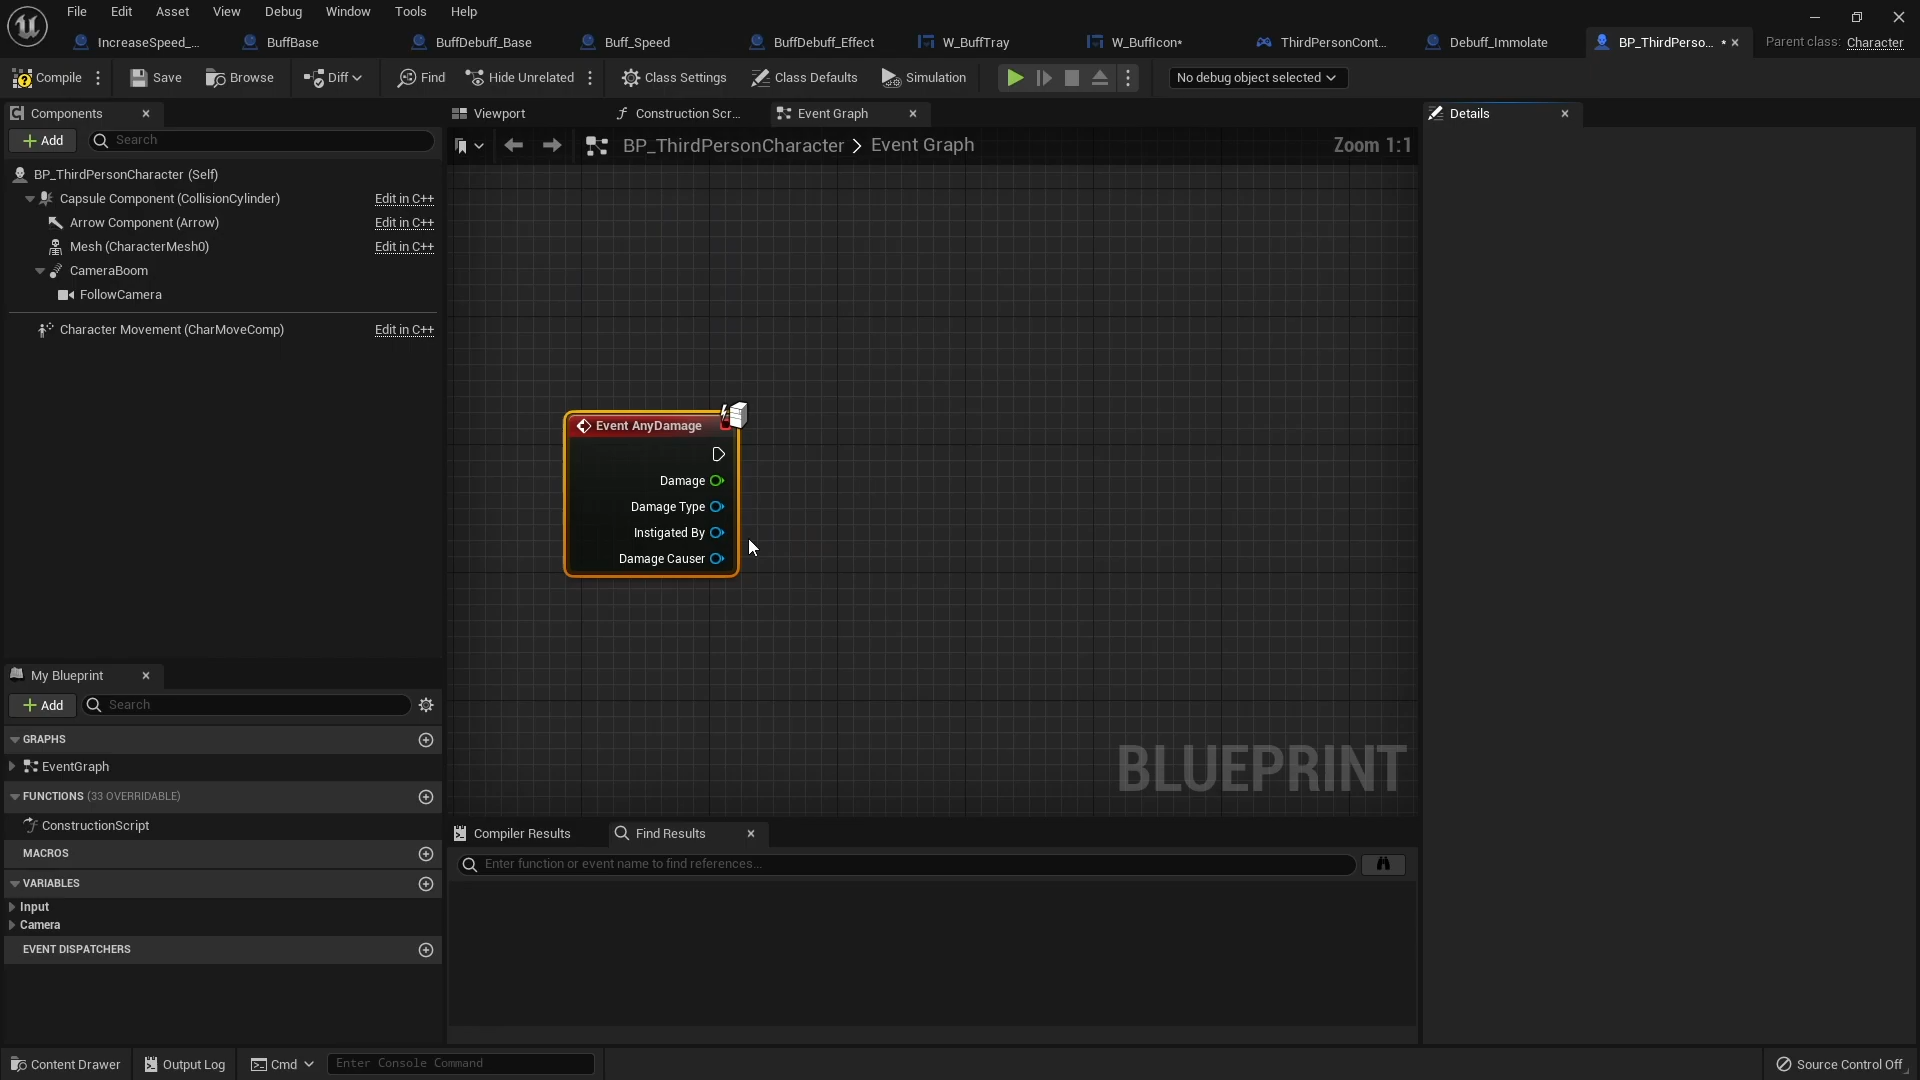 File Edit Asset View Debug Window Tools Help
IncreaseSpeed_... BuffBase BuffDebuff_Base Buff_Speed BuffDebuff_Effect W_BuffTray W_BuffIcon* ThirdPersonCont... Debuff_Immolate BP_ThirdPerso... * Parent class: Character
Compile Save Browse Diff Find Hide Unrelated Class Settings Class Defaults Simulation No debug object selected
Components Viewport Construction Scr... Event Graph Details
Add Search
BP_ThirdPersonCharacter > Event Graph Zoom 1:1
BP_ThirdPersonCharacter (Self)
Capsule Component (CollisionCylinder) Edit in C++
Arrow Component (Arrow) Edit in C++
Mesh (CharacterMesh0) Edit in C++
CameraBoom
FollowCamera
Character Movement (CharMoveComp) Edit in C++
Event AnyDamage
Damage
Damage Type
Instigated By
Damage Causer
My Blueprint
Add Search
GRAPHS
EventGraph
FUNCTIONS (33 OVERRIDABLE)
ConstructionScript
MACROS
VARIABLES
Input
Camera
EVENT DISPATCHERS
BLUEPRINT
Compiler Results Find Results
Enter function or event name to find references...
Content Drawer Output Log Cmd Enter Console Command Source Control Off